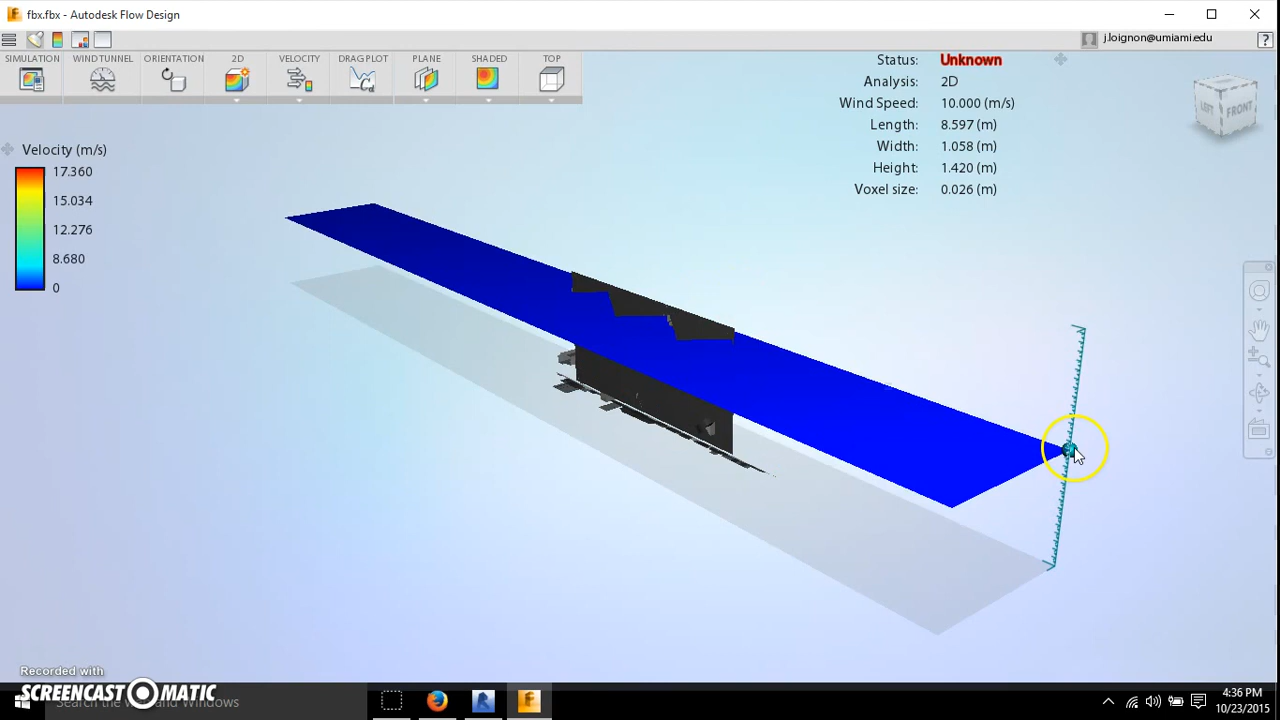 fbx.fbx - Autodesk Flow Design
j.loignon@umiami.edu
?
SIMULATION WIND TUNNEL ORIENTATION 2D VELOCITY DRAG PLOT PLANE SHADED TOP
Cd
Status: Unknown
Analysis: 2D
Wind Speed: 10.000 (m/s)
Length: 8.597 (m)
Width: 1.058 (m)
Height: 1.420 (m)
Voxel size: 0.026 (m)
LEFT FRONT
Velocity (m/s)
17.360
15.034
12.276
8.680
0
Recorded with
SCREENCAST-O-MATIC
Search the web and Windows
4:36 PM
10/23/2015